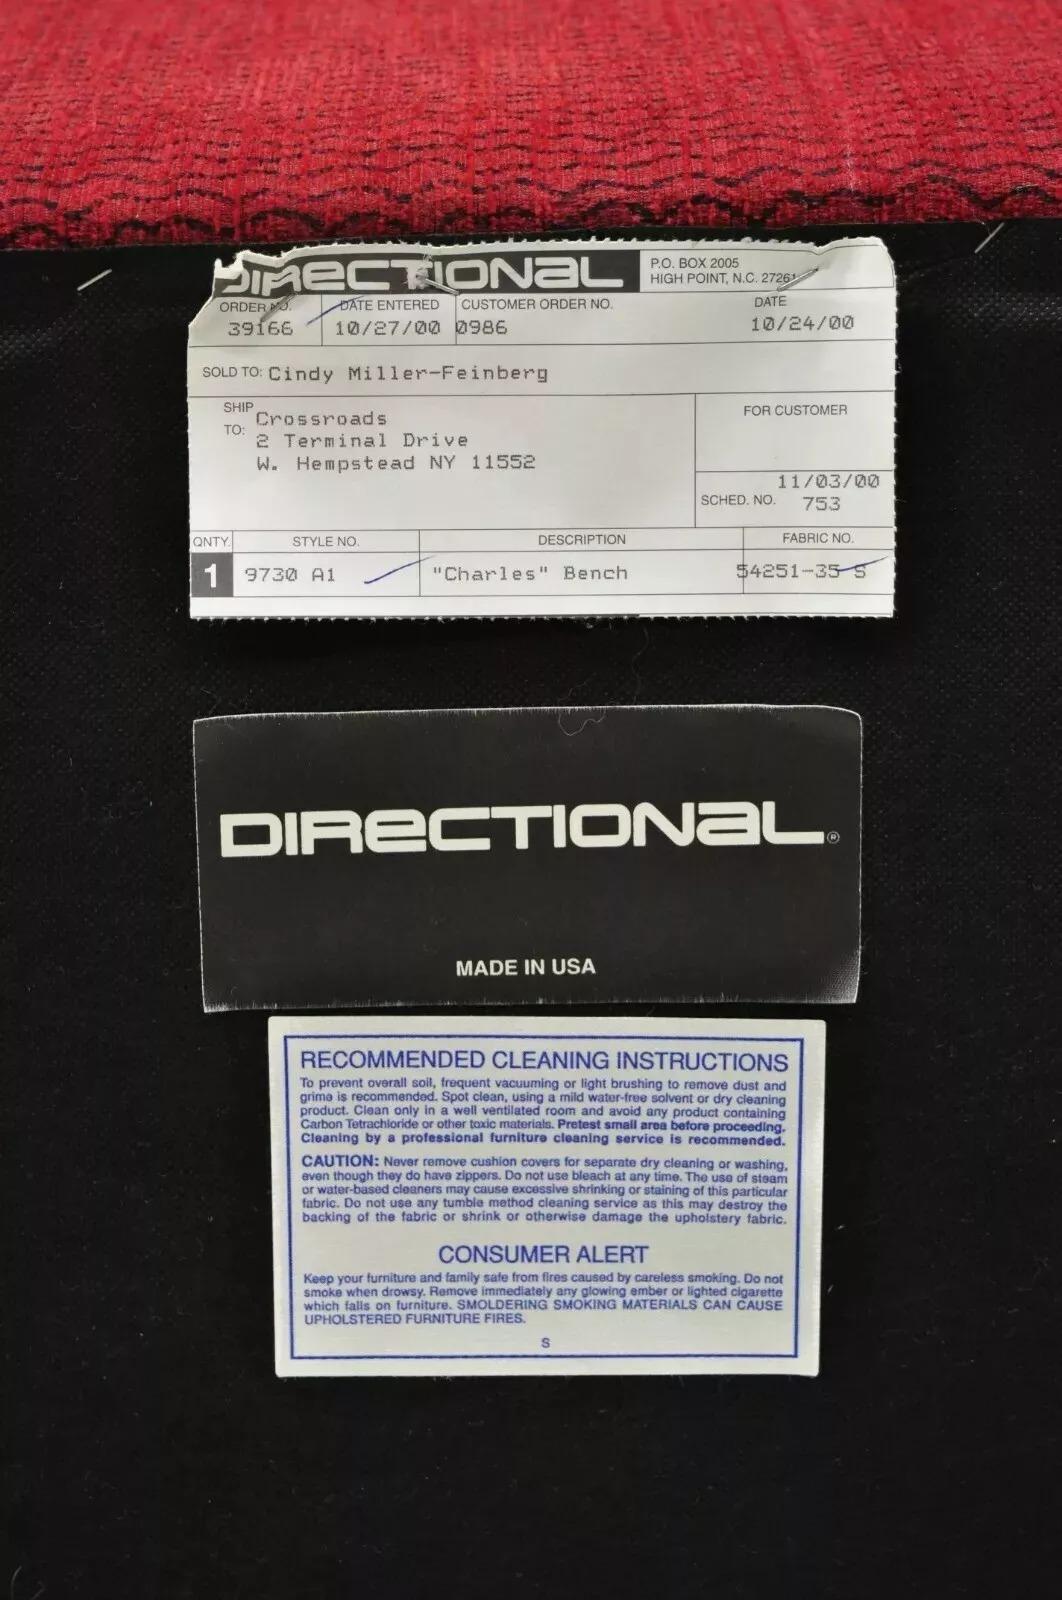 DIRECTIONAL P.O. BOX 2005
HIGH POINT, N.C. 27261
ORDER NO. DATE ENTERED CUSTOMER ORDER NO. DATE
39166 10/27/00 0986 10/24/00
SOLD TO: Cindy Miller-Feinberg
SHIP TO: Crossroads FOR CUSTOMER
2 Terminal Drive
W. Hempstead NY 11552
11/03/00
SCHED. NO. 753
QNTY. STYLE NO. DESCRIPTION FABRIC NO.
1 9730 A1 "Charles" Bench 54251-35 S
DIRECTIONAL®
MADE IN USA
RECOMMENDED CLEANING INSTRUCTIONS
To prevent overall soil, frequent vacuuming or light brushing to remove dust and
grime is recommended. Spot clean, using a mild water-free solvent or dry cleaning
product. Clean only in a well ventilated room and avoid any product containing
Carbon Tetrachloride or other toxic materials. Pretest small area before proceeding.
Cleaning by a professional furniture cleaning service is recommended.
CAUTION: Never remove cushion covers for separate dry cleaning or washing,
even though they do have zippers. Do not use bleach at any time. The use of steam
or water-based cleaners may cause excessive shrinking or staining of this particular
fabric. Do not use any tumble method cleaning service as this may destroy the
backing of the fabric or shrink or otherwise damage the upholstery fabric.
CONSUMER ALERT
Keep your furniture and family safe from fires caused by careless smoking. Do not
smoke when drowsy. Remove immediately any glowing ember or lighted cigarette
which falls on furniture. SMOLDERING SMOKING MATERIALS CAN CAUSE
UPHOLSTERED FURNITURE FIRES.
S